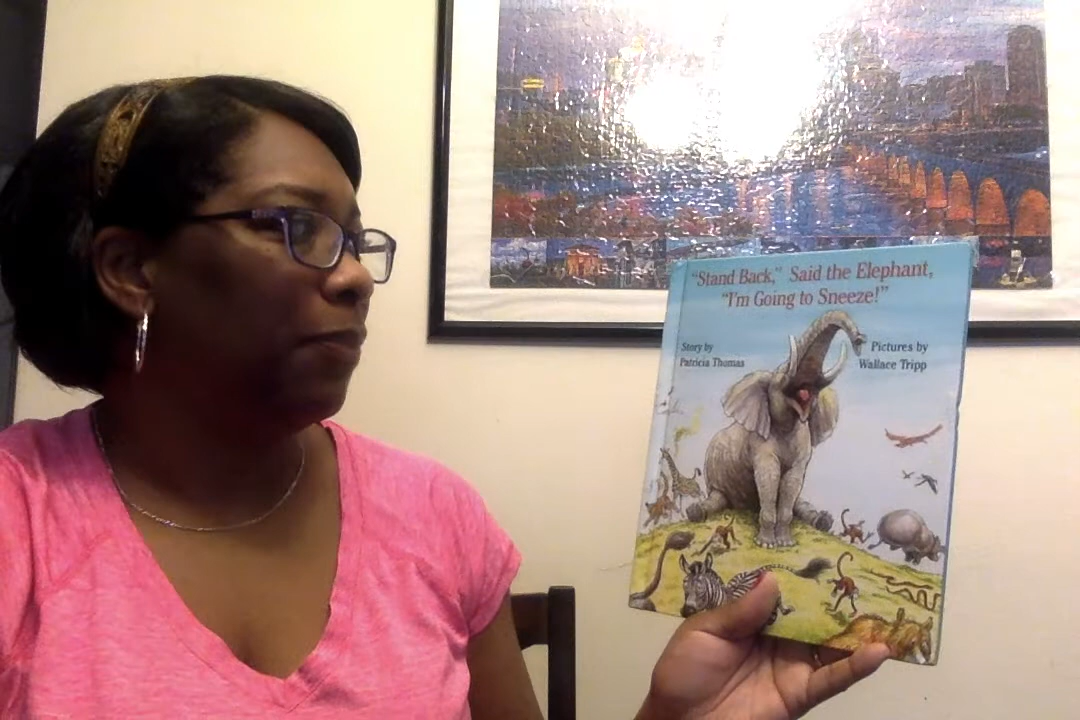 "Stand Back," Said the Elephant,
"I'm Going to Sneeze!"
Story by
Patricia Thomas
Pictures by
Wallace Tripp